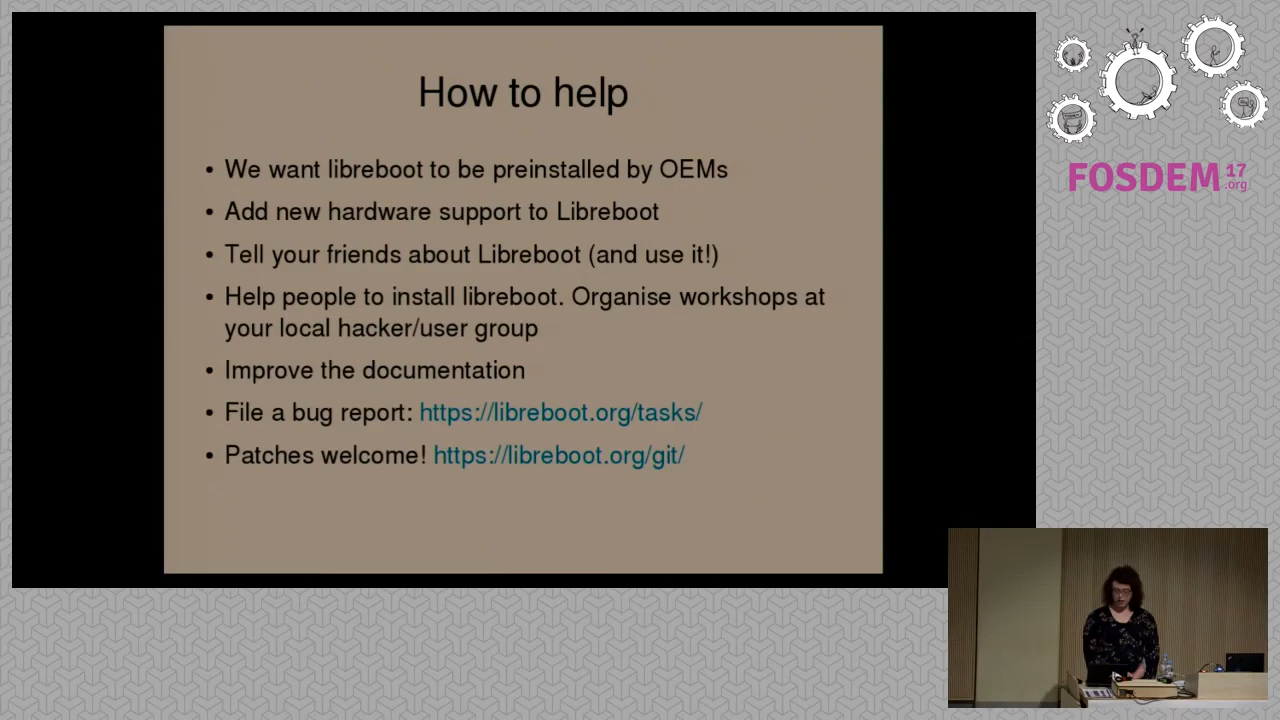 How to help
• We want libreboot to be preinstalled by OEMs
• Add new hardware support to Libreboot
• Tell your friends about Libreboot (and use it!)
• Help people to install libreboot. Organise workshops at
your local hacker/user group
• Improve the documentation
• File a bug report: https://libreboot.org/tasks/
• Patches welcome! https://libreboot.org/git/
FOSDEM 17
.org